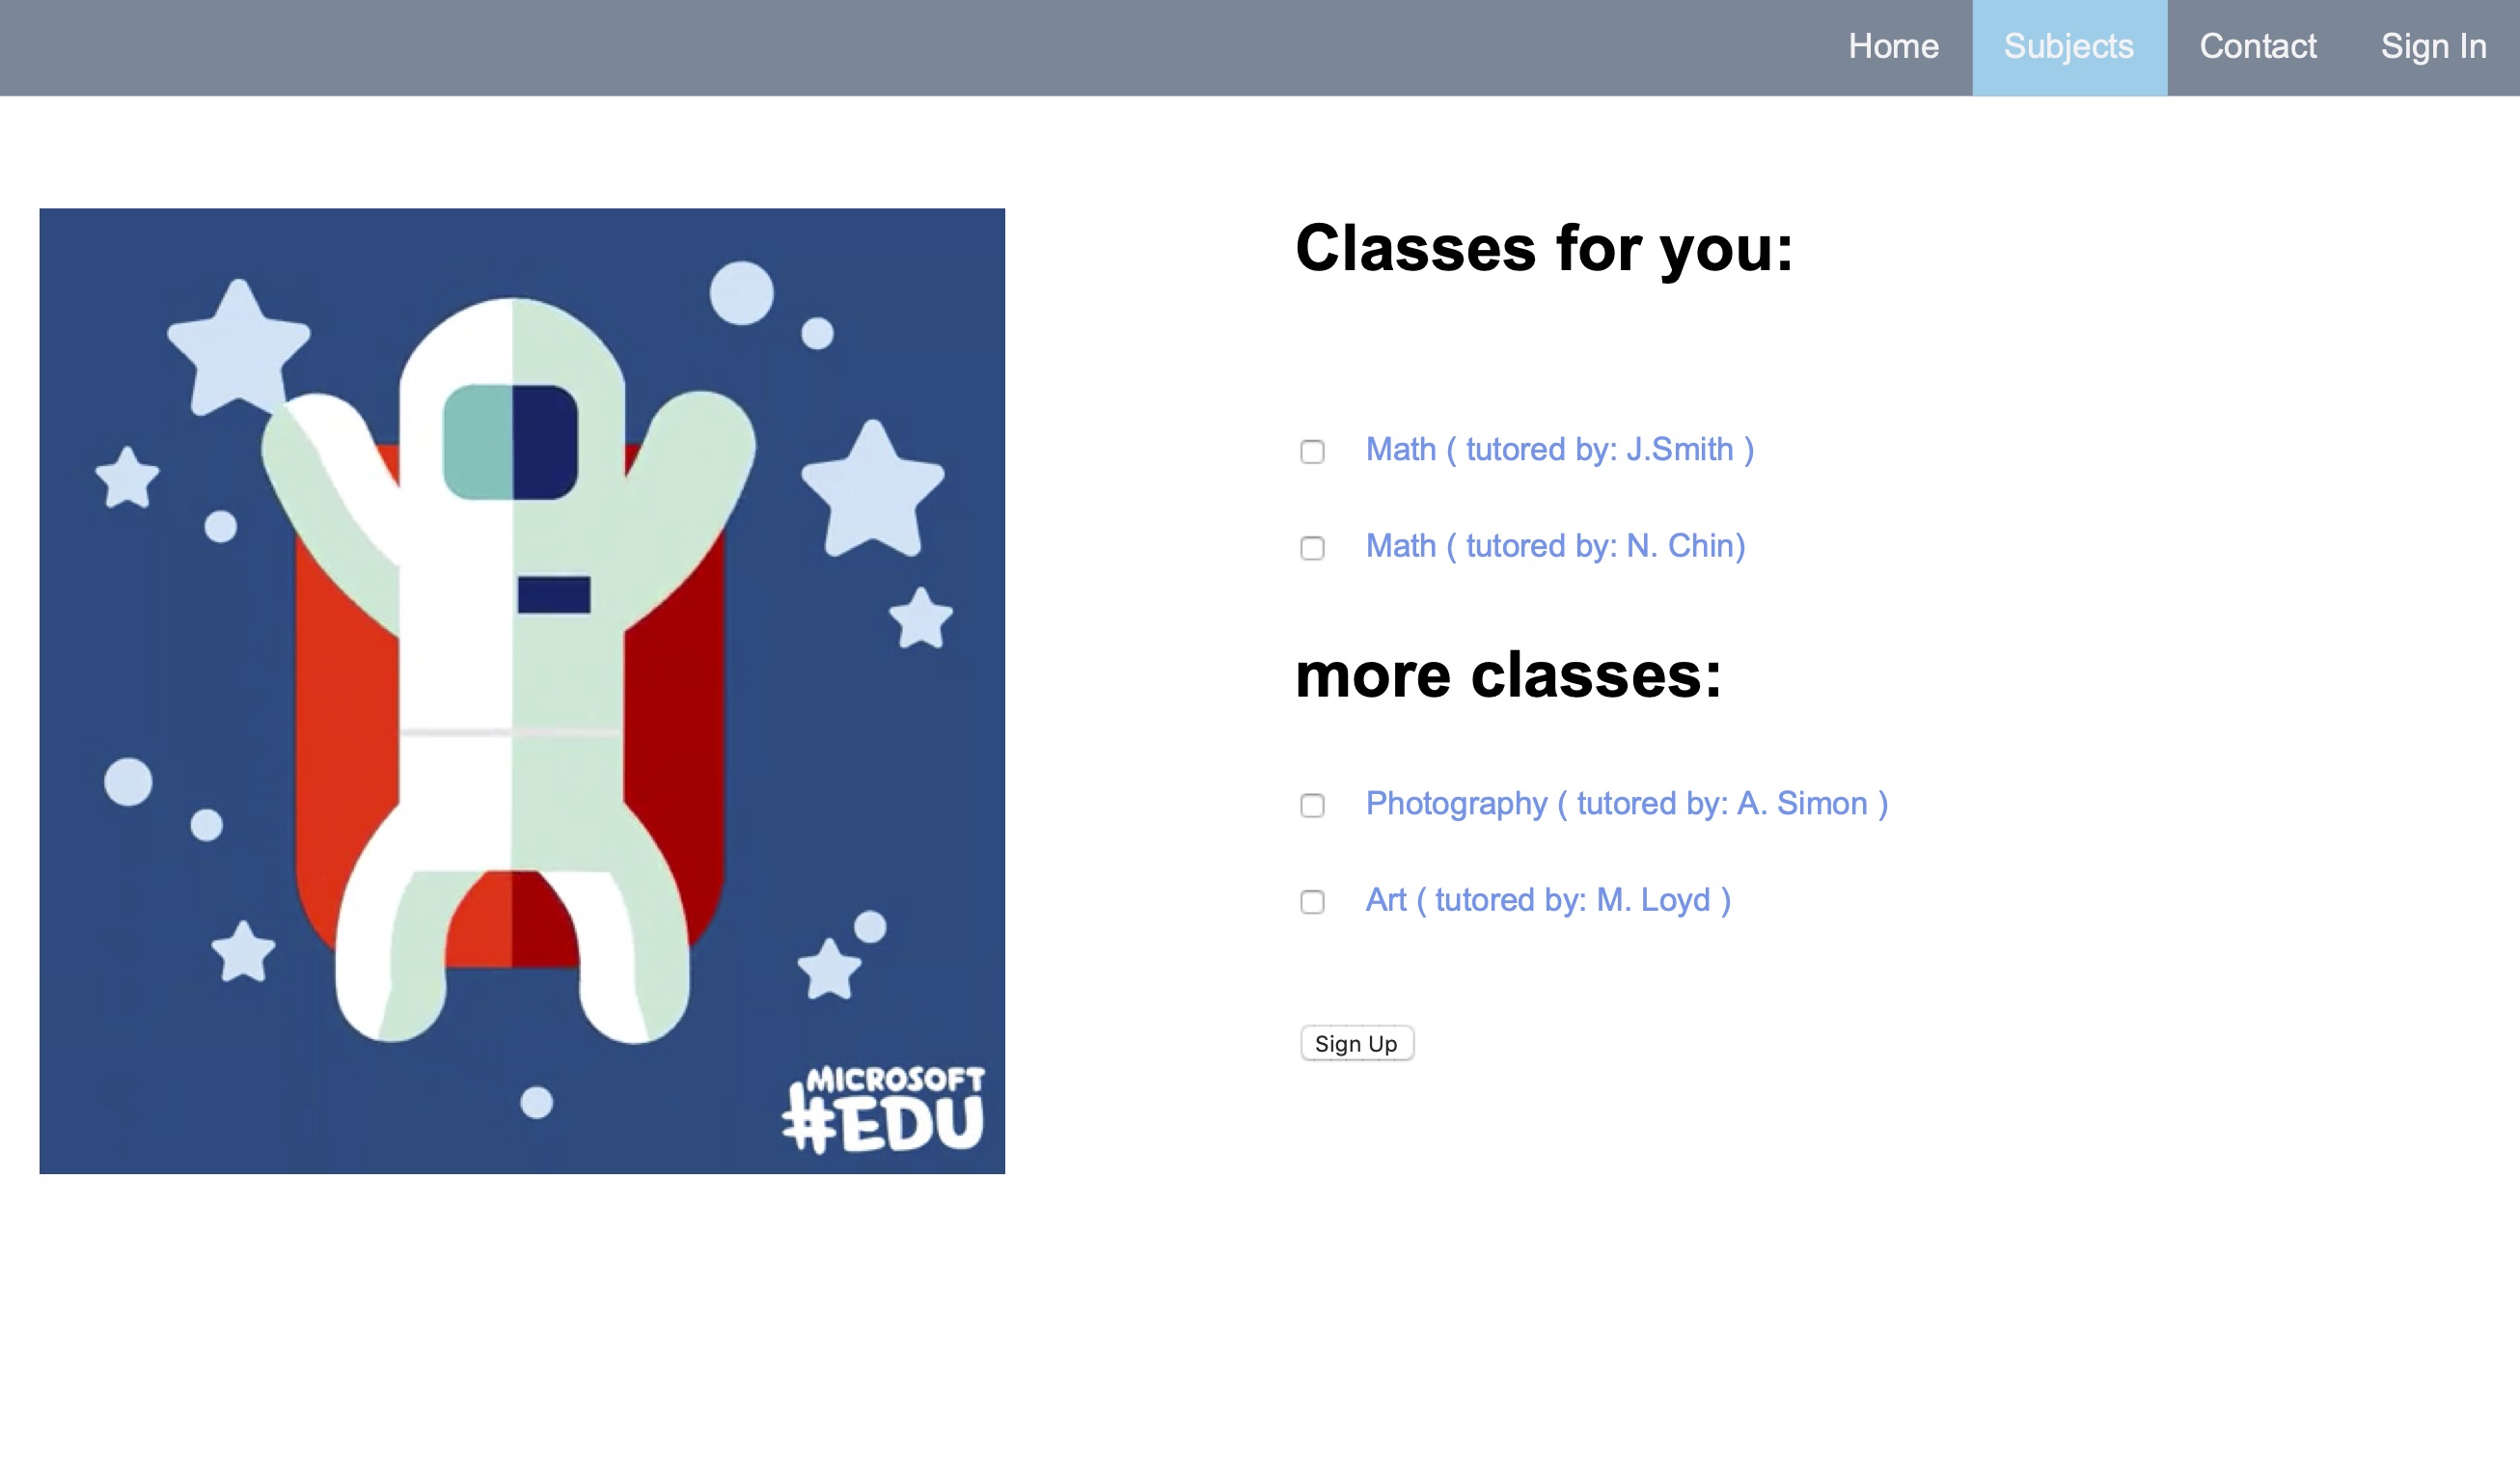 Home Subjects Contact Sign In
Classes for you:
Math ( tutored by: J.Smith )
Math ( tutored by: N. Chin)
more classes:
Photography ( tutored by: A. Simon )
Art ( tutored by: M. Loyd )
Sign Up
MICROSOFT
#EDU